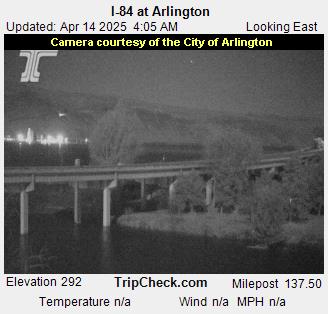 I-84 at Arlington
Updated: Apr 14 2025 4:05 AM Looking East
Camera courtesy of the City of Arlington
Elevation 292 TripCheck.com Milepost 137.50
Temperature n/a Wind n/a MPH n/a